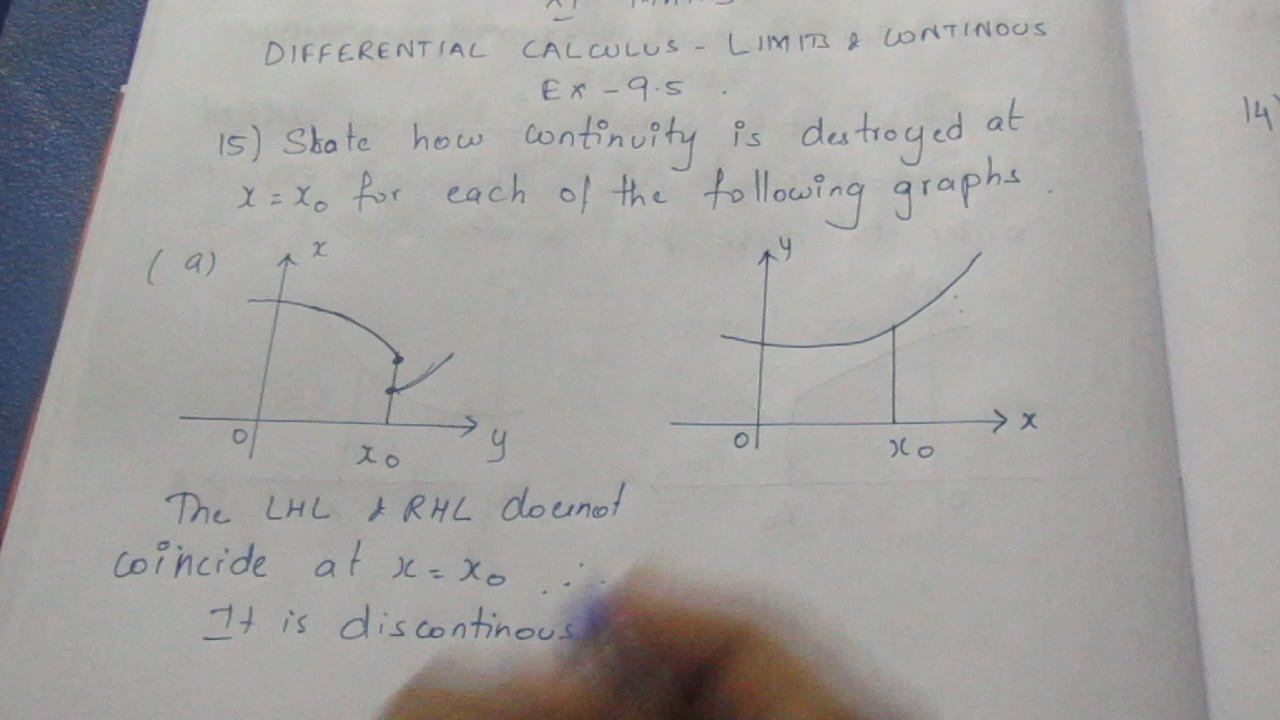 DIFFERENTIAL CALCULUS - LIMITS & CONTINOUS
EX - 9.5 .
15) State how continuity is destroyed at
x = x₀ for each of the following graphs .
(a)
x
0
x₀
y
y
0
x₀
x
The LHL & RHL doesnot
coincide at x = x₀ ∴
It is discontinous
14)